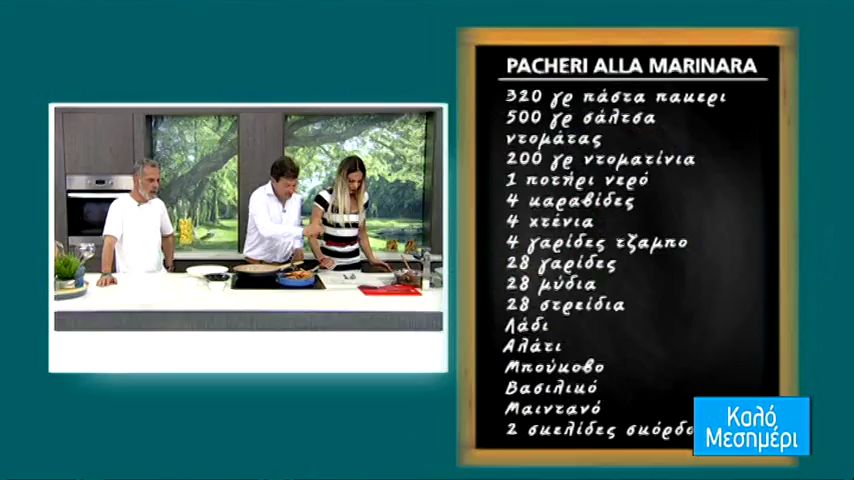 PACHERI ALLA MARINARA
320 γρ πάστα πακερι
500 γρ σάλτσα
ντομάτας
200 γρ ντοματίνια
1 ποτήρι νερό
4 καραβίδες
4 χτένια
4 γαρίδες τζαμπο
28 γαρίδες
28 μύδια
28 στρείδια
Λάδι
Αλάτι
Μπούκοβο
Βασιλικό
Μαιντανό
2 σκελίδες σκόρδο
Καλό
Μεσημέρι